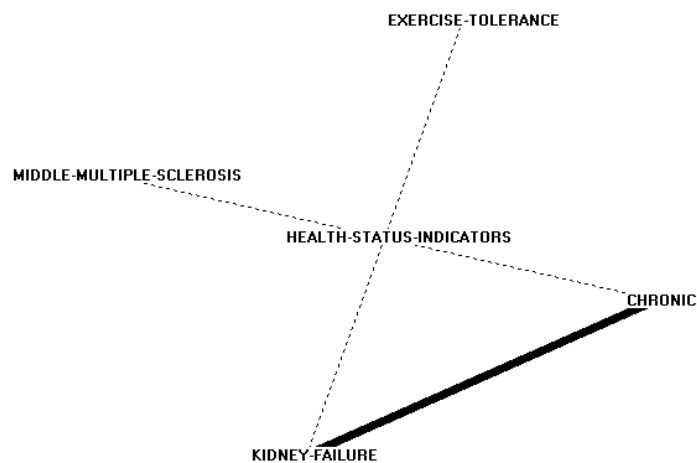 EXERCISE-TOLERANCE
MIDDLE-MULTIPLE-SCLEROSIS
HEALTH-STATUS-INDICATORS
CHRONIC
KIDNEY-FAILURE